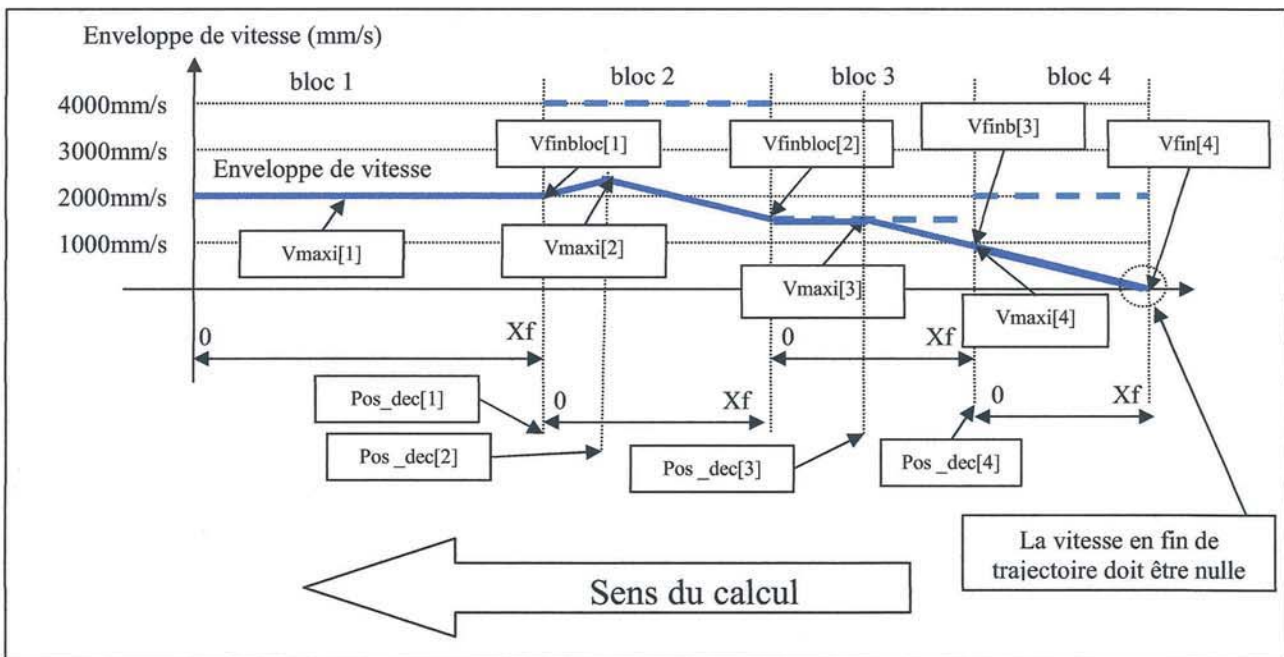 Enveloppe de vitesse (mm/s)
bloc 1
bloc 2
bloc 3
bloc 4
4000mm/s
3000mm/s
2000mm/s
1000mm/s
Vfinbloc[1]
Vfinbloc[2]
Vfinb[3]
Vfin[4]
Enveloppe de vitesse
Vmaxi[1]
Vmaxi[2]
Vmaxi[3]
Vmaxi[4]
0
Xf
0
Xf
0
Xf
0
Xf
Pos_dec[1]
Pos _dec[2]
Pos _dec[3]
Pos _dec[4]
La vitesse en fin de
trajectoire doit être nulle
Sens du calcul